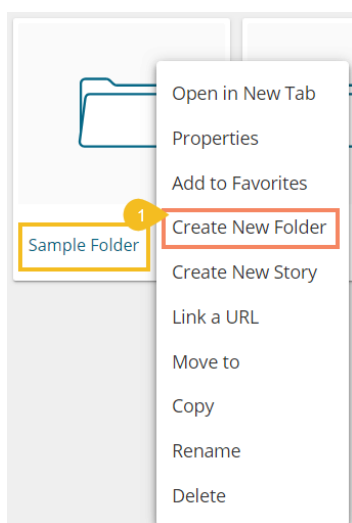 Open in New Tab
Properties
Add to Favorites
1
Create New Folder
Sample Folder
Create New Story
Link a URL
Move to
Copy
Rename
Delete